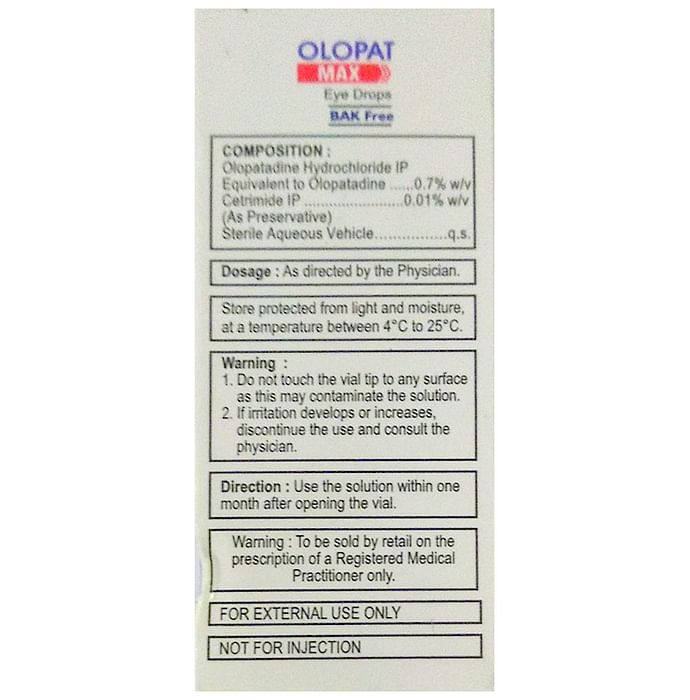 OLOPAT
MAX
Eye Drops
BAK Free
COMPOSITION :
Olopatadine Hydrochloride IP
Equivalent to Olopatadine ......0.7% w/v
Cetrimide IP .......................0.01% w/v
(As Preservative)
Sterile Aqueous Vehicle.................q.s.
Dosage : As directed by the Physician.
Store protected from light and moisture,
at a temperature between 4°C to 25°C.
Warning :
1. Do not touch the vial tip to any surface
as this may contaminate the solution.
2. If irritation develops or increases,
discontinue the use and consult the
physician.
Direction : Use the solution within one
month after opening the vial.
Warning : To be sold by retail on the
prescription of a Registered Medical
Practitioner only.
FOR EXTERNAL USE ONLY
NOT FOR INJECTION